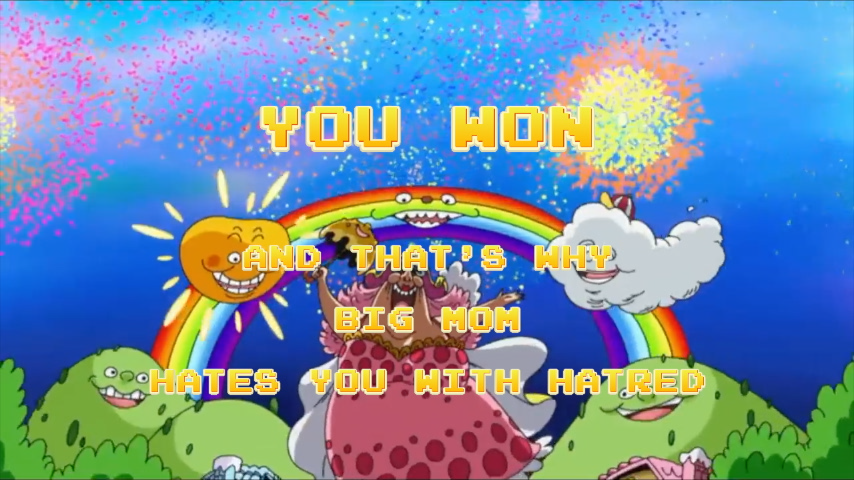 YOU WON
AND THAT'S WHY
BIG MOM
HATES YOU WITH HATRED